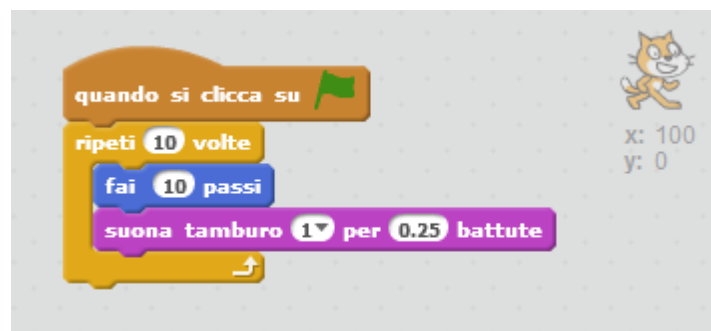 quando si clicca su
ripeti 10 volte
fai 10 passi
suona tamburo 1 per 0.25 battute
x: 100
y: 0